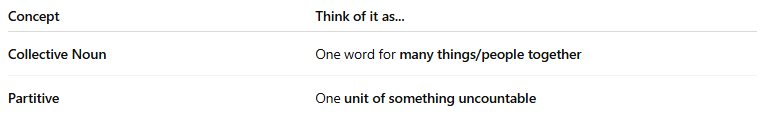 Concept Think of it as...
Collective Noun One word for many things/people together
Partitive One unit of something uncountable